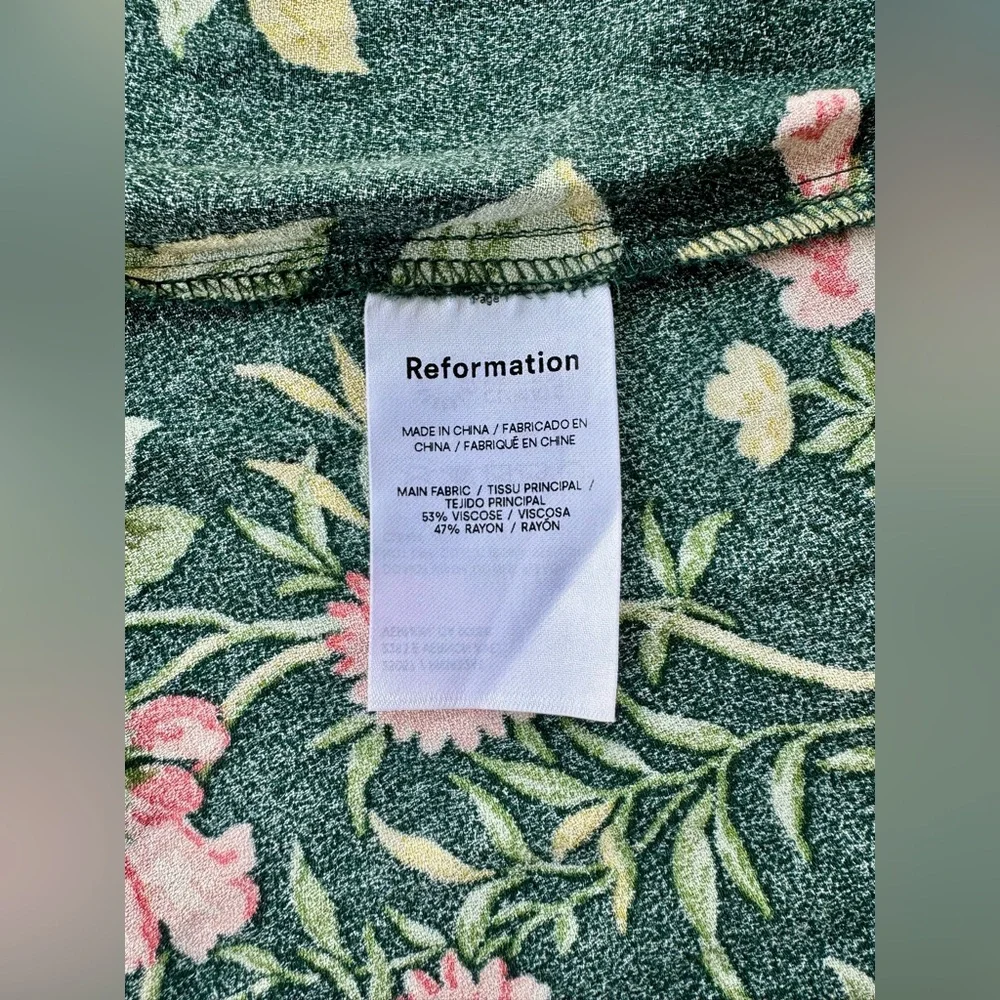 Reformation
MADE IN CHINA / FABRICADO EN
CHINA / FABRIQUÉ EN CHINE
MAIN FABRIC / TISSU PRINCIPAL /
TEJIDO PRINCIPAL
53% VISCOSE / VISCOSA
47% RAYON / RAYÓN